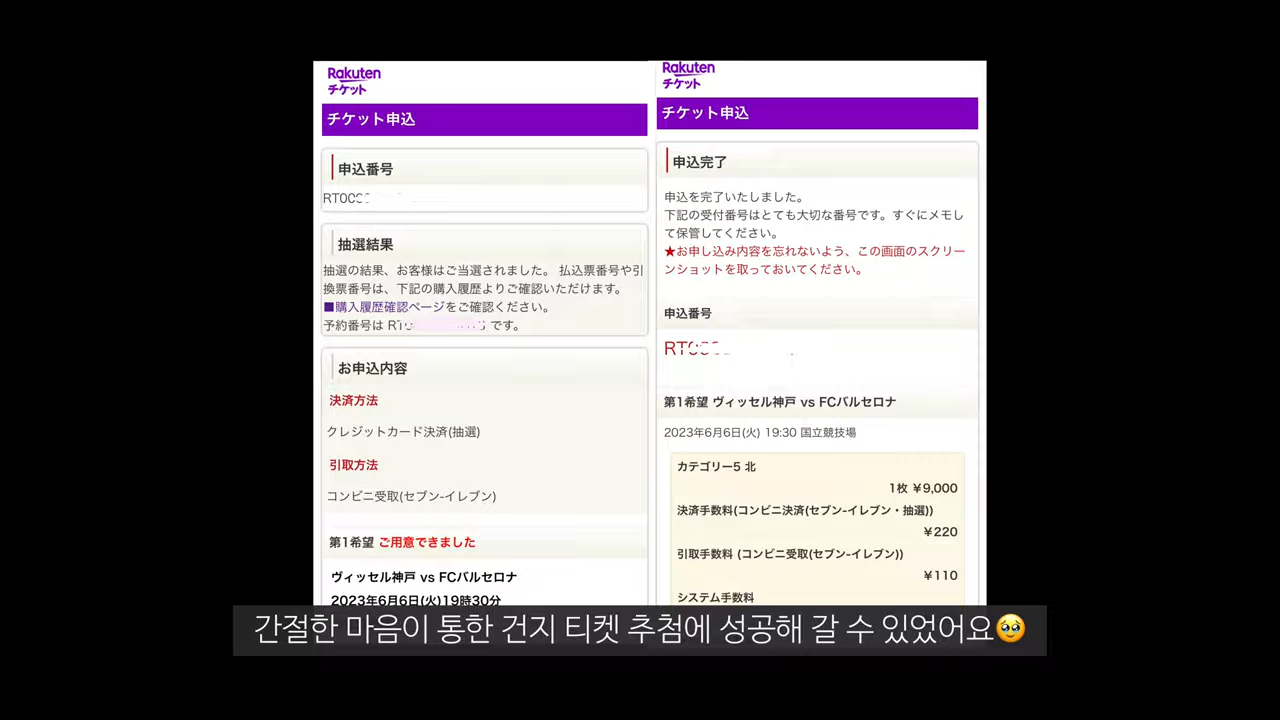 Rakuten
チケット
チケット申込
申込番号
抽選結果
抽選の結果、お客様はご当選されました。 払込票番号や引
換票番号は、下記の購入履歴よりご確認いただけます。
■購入履歴確認ページをご確認ください。
予約番号は です。
お申込内容
決済方法
クレジットカード決済(抽選)
引取方法
コンビニ受取(セブン-イレブン)
第1希望 ご用意できました
ヴィッセル神戸 vs FCバルセロナ
2023年6月6日(火)19時30分
Rakuten
チケット
チケット申込
申込完了
申込を完了いたしました。
下記の受付番号はとても大切な番号です。すぐにメモし
て保管してください。
★お申し込み内容を忘れないよう、この画面のスクリー
ンショットを取っておいてください。
申込番号
第1希望 ヴィッセル神戸 vs FCバルセロナ
2023年6月6日(火) 19:30 国立競技場
カテゴリー5 北
1枚 ¥9,000
決済手数料(コンビニ決済(セブン-イレブン・抽選))
¥220
引取手数料 (コンビニ受取(セブン-イレブン))
¥110
システム手数料
간절한 마음이 통한 건지 티켓 추첨에 성공해 갈 수 있었어요🥹